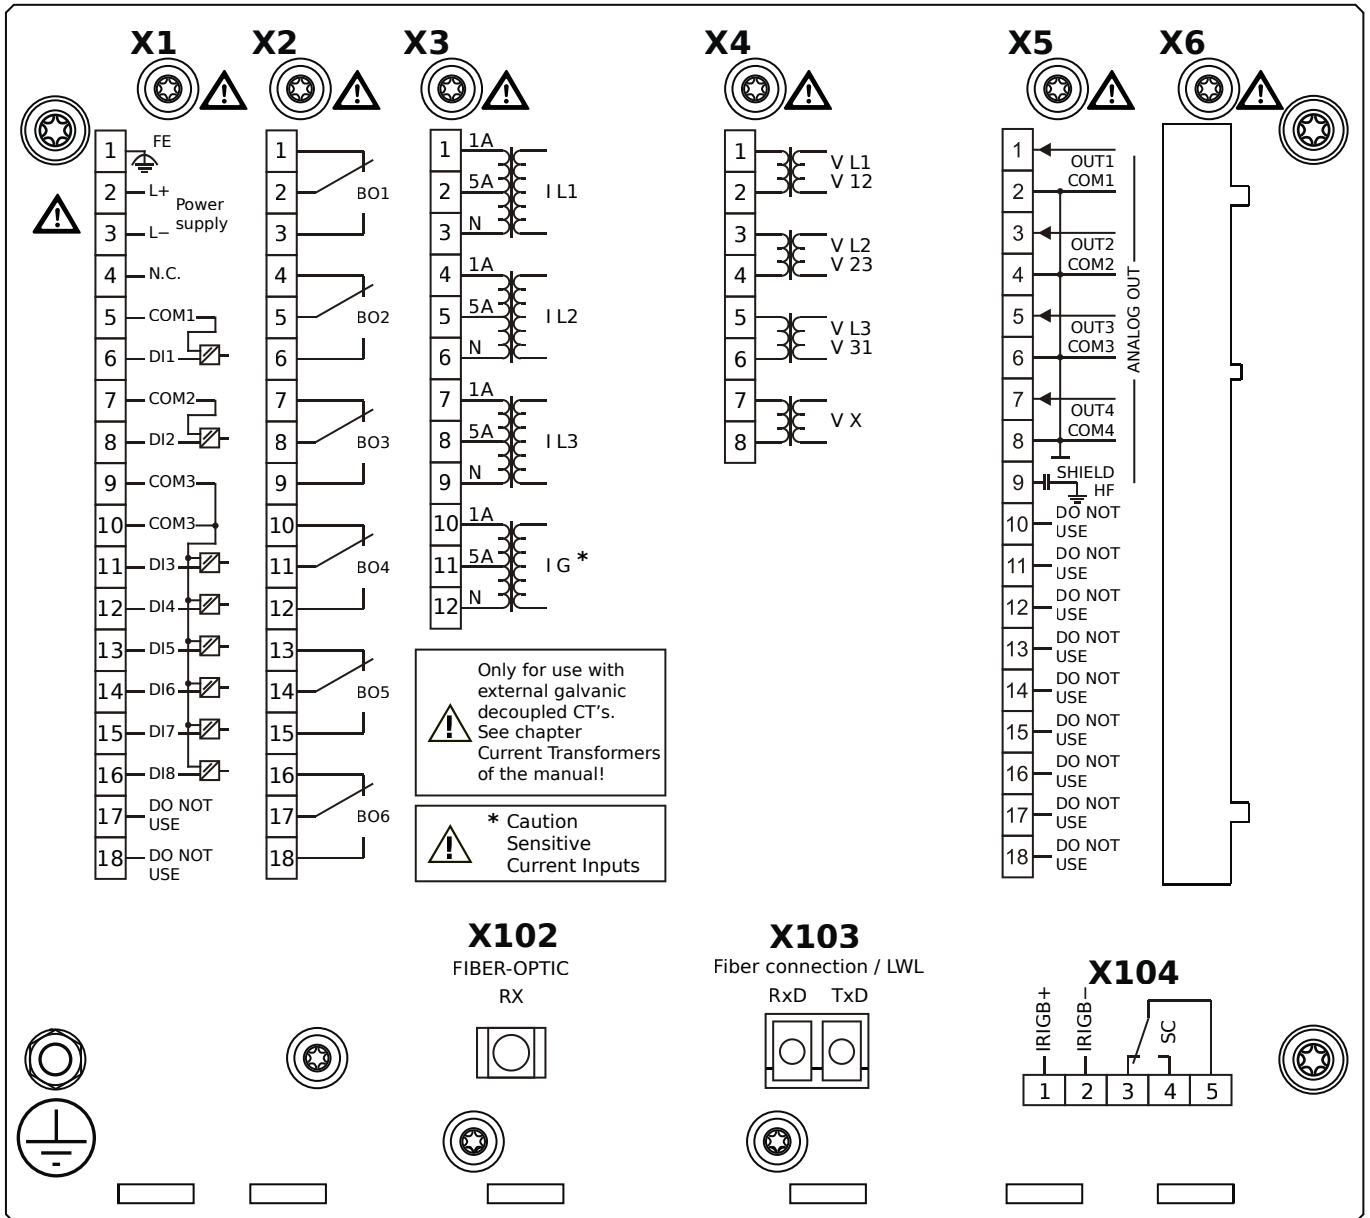 X1 X2 X3 X4 X5 X6
1 FE
2 L+
Power
supply
3 L−
4 N.C.
5 COM1
6 DI1
7 COM2
8 DI2
9 COM3
10 COM3
11 DI3
12 DI4
13 DI5
14 DI6
15 DI7
16 DI8
17 DO NOT
USE
18 DO NOT
USE
1
2 BO1
3
4
5 BO2
6
7
8 BO3
9
10
11 BO4
12
13
14 BO5
15
16
17 BO6
18
1 1A
2 5A I L1
3 N
4 1A
5 5A I L2
6 N
7 1A
8 5A I L3
9 N
10 1A
11 5A I G *
12 N
! Only for use with
external galvanic
decoupled CT's.
See chapter
Current Transformers
of the manual!
! * Caution
Sensitive
Current Inputs
1 V L1
2 V 12
3 V L2
4 V 23
5 V L3
6 V 31
7 V X
8
1 OUT1
2 COM1
3 OUT2
4 COM2
5 OUT3
6 COM3
7 OUT4
8 COM4
ANALOG OUT
9 SHIELD
HF
10 DO NOT
USE
11 DO NOT
USE
12 DO NOT
USE
13 DO NOT
USE
14 DO NOT
USE
15 DO NOT
USE
16 DO NOT
USE
17 DO NOT
USE
18 DO NOT
USE
X102
FIBER-OPTIC
RX
X103
Fiber connection / LWL
RxD TxD
X104
IRIGB+
IRIGB−
SC
1 2 3 4 5